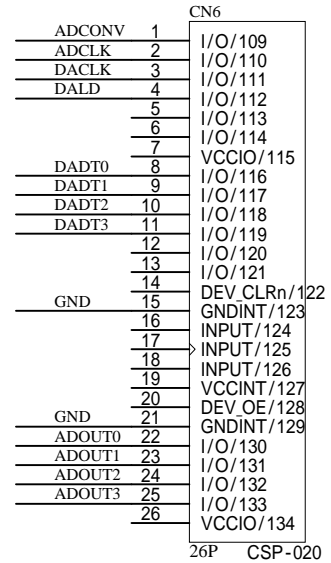 CN6
ADCONV 1 I/O/109
ADCLK 2 I/O/110
DACLK 3 I/O/111
DALD 4 I/O/112
5 I/O/113
6 I/O/114
7 VCCIO/115
DADT0 8 I/O/116
DADT1 9 I/O/117
DADT2 10 I/O/118
DADT3 11 I/O/119
12 I/O/120
13 I/O/121
14 DEV_CLRn/122
GND 15 GNDINT/123
16 INPUT/124
17 INPUT/125
18 INPUT/126
19 VCCINT/127
20 DEV_OE/128
GND 21 GNDINT/129
ADOUT0 22 I/O/130
ADOUT1 23 I/O/131
ADOUT2 24 I/O/132
ADOUT3 25 I/O/133
26 VCCIO/134
26P CSP-020